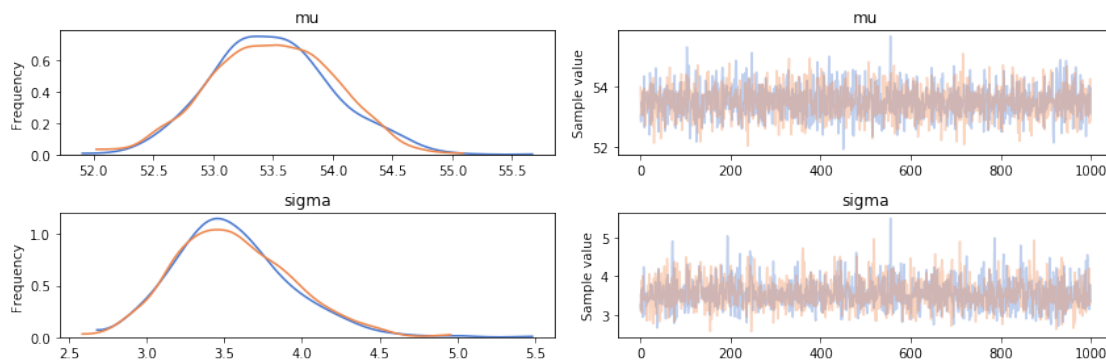 mu
Frequency
0.6
0.4
0.2
0.0
52.0 52.5 53.0 53.5 54.0 54.5 55.0 55.5
mu
Sample value
54
52
0 200 400 600 800 1000
sigma
Frequency
1.0
0.5
0.0
2.5 3.0 3.5 4.0 4.5 5.0 5.5
sigma
Sample value
5
4
3
0 200 400 600 800 1000